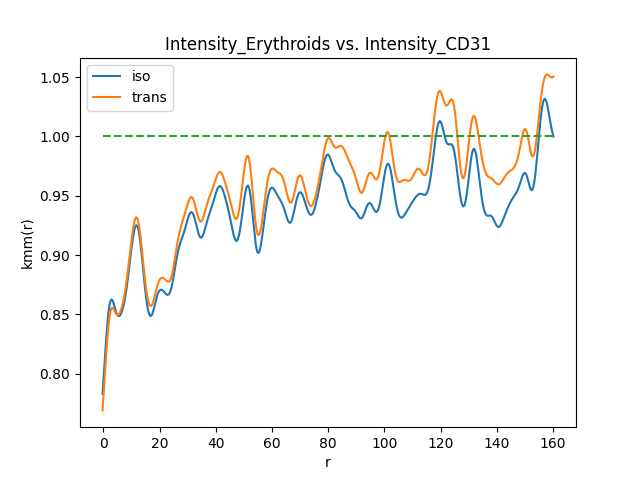 Intensity_Erythroids vs. Intensity_CD31
iso
trans
1.05
1.00
0.95
0.90
0.85
0.80
kmm(r)
0 20 40 60 80 100 120 140 160
r